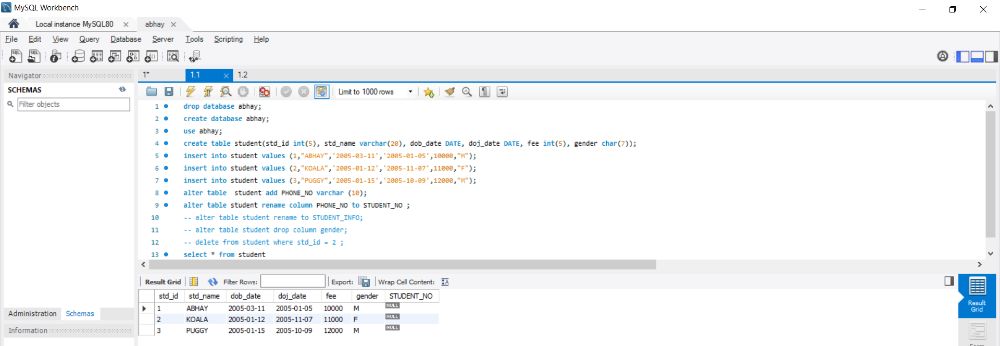 MySQL Workbench
Local instance MySQL80 abhay
File Edit View Query Database Server Tools Scripting Help
Navigator 1* 1.1 1.2
SCHEMAS Limit to 1000 rows
Filter objects
1 drop database abhay;
2 create database abhay;
3 use abhay;
4 create table student(std_id int(5), std_name varchar(20), dob_date DATE, doj_date DATE, fee int(5), gender char(7));
5 insert into student values (1,"ABHAY",'2005-03-11','2005-01-05',10000,"M");
6 insert into student values (2,"KOALA",'2005-01-12','2005-11-07',11000,"F");
7 insert into student values (3,"PUGGY",'2005-01-15','2005-10-09',12000,"M");
8 alter table  student add PHONE_NO varchar (10);
9 alter table student rename column PHONE_NO to STUDENT_NO ;
10 -- alter table student rename to STUDENT_INFO;
11 -- alter table student drop column gender;
12 -- delete from student where std_id = 2 ;
13 select * from student
Result Grid Filter Rows: Export: Wrap Cell Content:
std_id std_name dob_date doj_date fee gender STUDENT_NO
1 ABHAY 2005-03-11 2005-01-05 10000 M NULL
2 KOALA 2005-01-12 2005-11-07 11000 F NULL
3 PUGGY 2005-01-15 2005-10-09 12000 M NULL
Result
Grid
Administration Schemas
Information